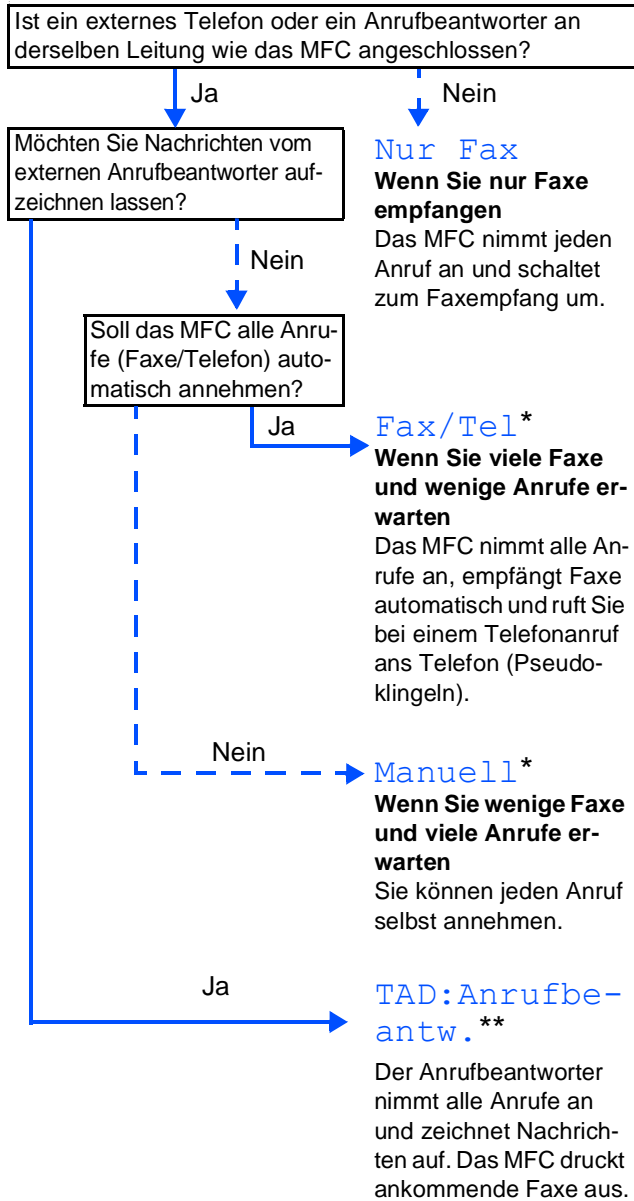 Ist ein externes Telefon oder ein Anrufbeantworter an
derselben Leitung wie das MFC angeschlossen?
Ja
Nein
Möchten Sie Nachrichten vom
externen Anrufbeantworter auf-
zeichnen lassen?
Nur Fax
Wenn Sie nur Faxe
empfangen
Das MFC nimmt jeden
Anruf an und schaltet
zum Faxempfang um.
Nein
Soll das MFC alle Anru-
fe (Faxe/Telefon) auto-
matisch annehmen?
Ja
Fax/Tel*
Wenn Sie viele Faxe
und wenige Anrufe er-
warten
Das MFC nimmt alle An-
rufe an, empfängt Faxe
automatisch und ruft Sie
bei einem Telefonanruf
ans Telefon (Pseudo-
klingeln).
Nein
Manuell*
Wenn Sie wenige Faxe
und viele Anrufe er-
warten
Sie können jeden Anruf
selbst annehmen.
Ja
TAD:Anrufbe-
antw.**
Der Anrufbeantworter
nimmt alle Anrufe an
und zeichnet Nachrich-
ten auf. Das MFC druckt
ankommende Faxe aus.